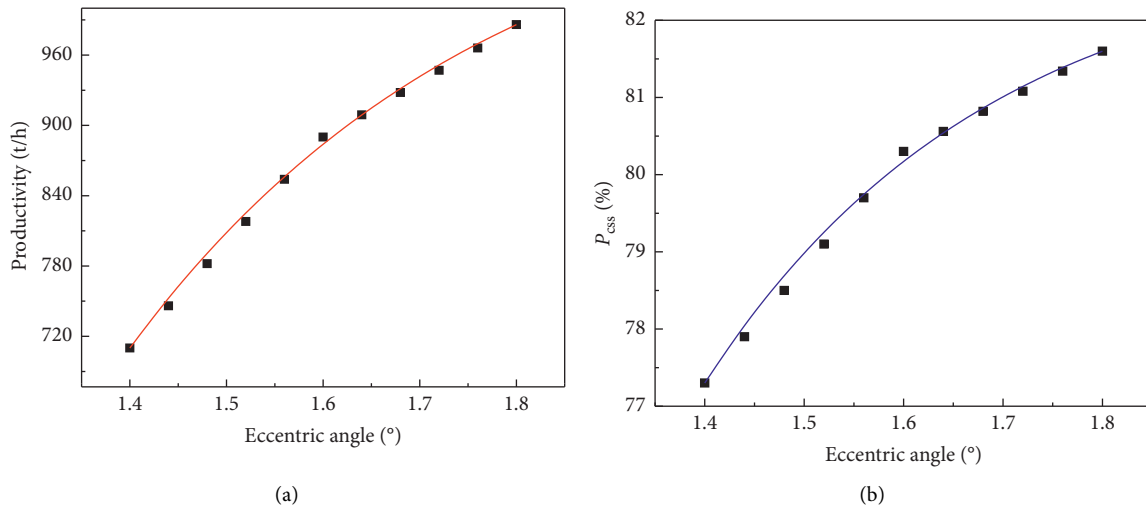 Productivity (t/h)
960
900
840
780
720
1.4 1.5 1.6 1.7 1.8
Eccentric angle (°)
(a)
P_css (%)
82
81
80
79
78
77
1.4 1.5 1.6 1.7 1.8
Eccentric angle (°)
(b)